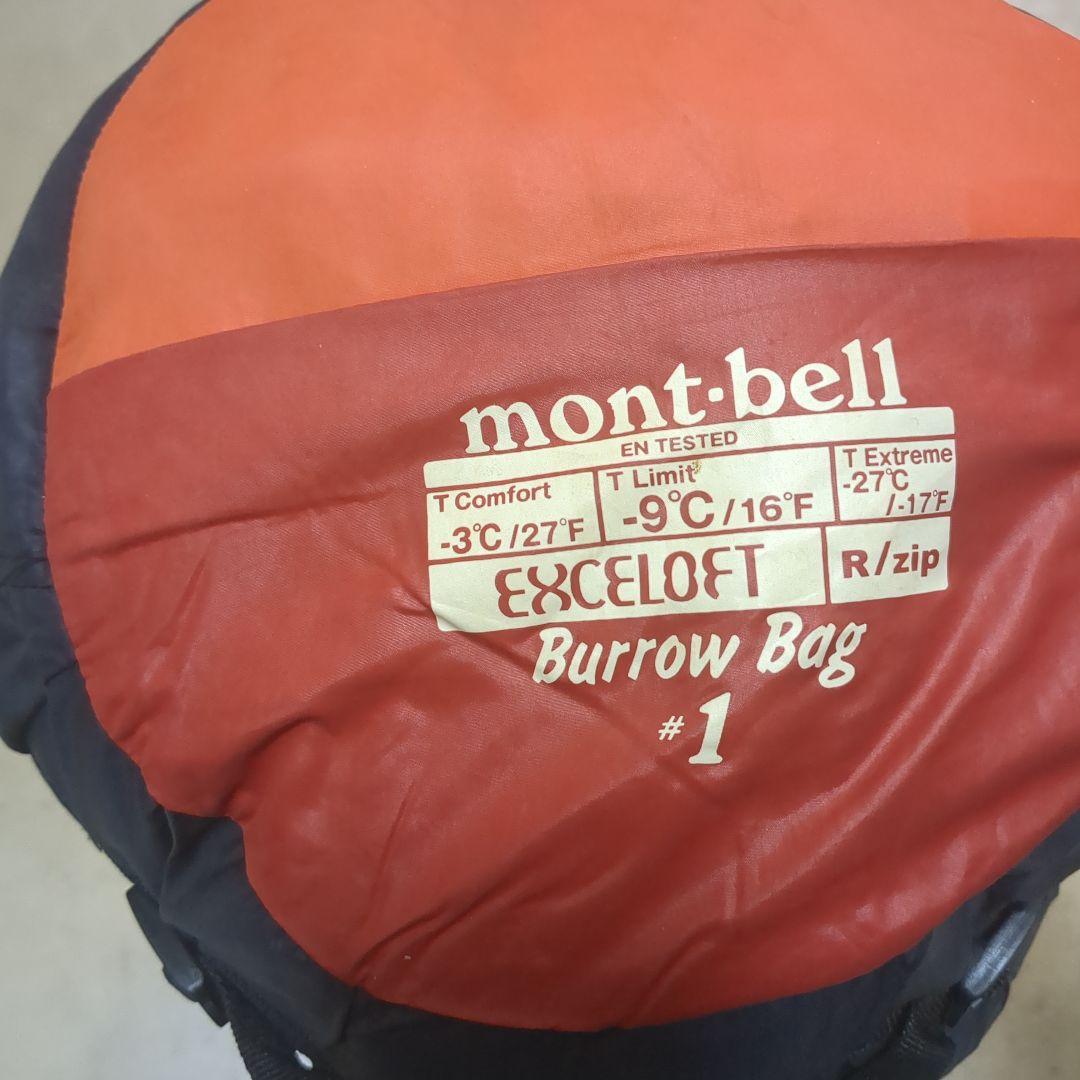 mont-bell
EN TESTED
T Comfort
-3℃/27°F
T Limit
-9℃/16°F
T Extreme
-27℃
/-17°F
EXCELOFT
R/zip
Burrow Bag
#1